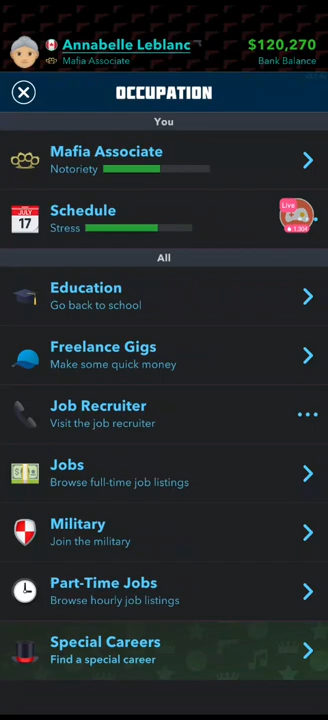 Annabelle Leblanc
$120,270
Mafia Associate
Bank Balance
OCCUPATION
You
Mafia Associate
Notoriety
JULY
17
Schedule
Stress
Live
All
Education
Go back to school
Freelance Gigs
Make some quick money
Job Recruiter
Visit the job recruiter
Jobs
Browse full-time job listings
Military
Join the military
Part-Time Jobs
Browse hourly job listings
Special Careers
Find a special career